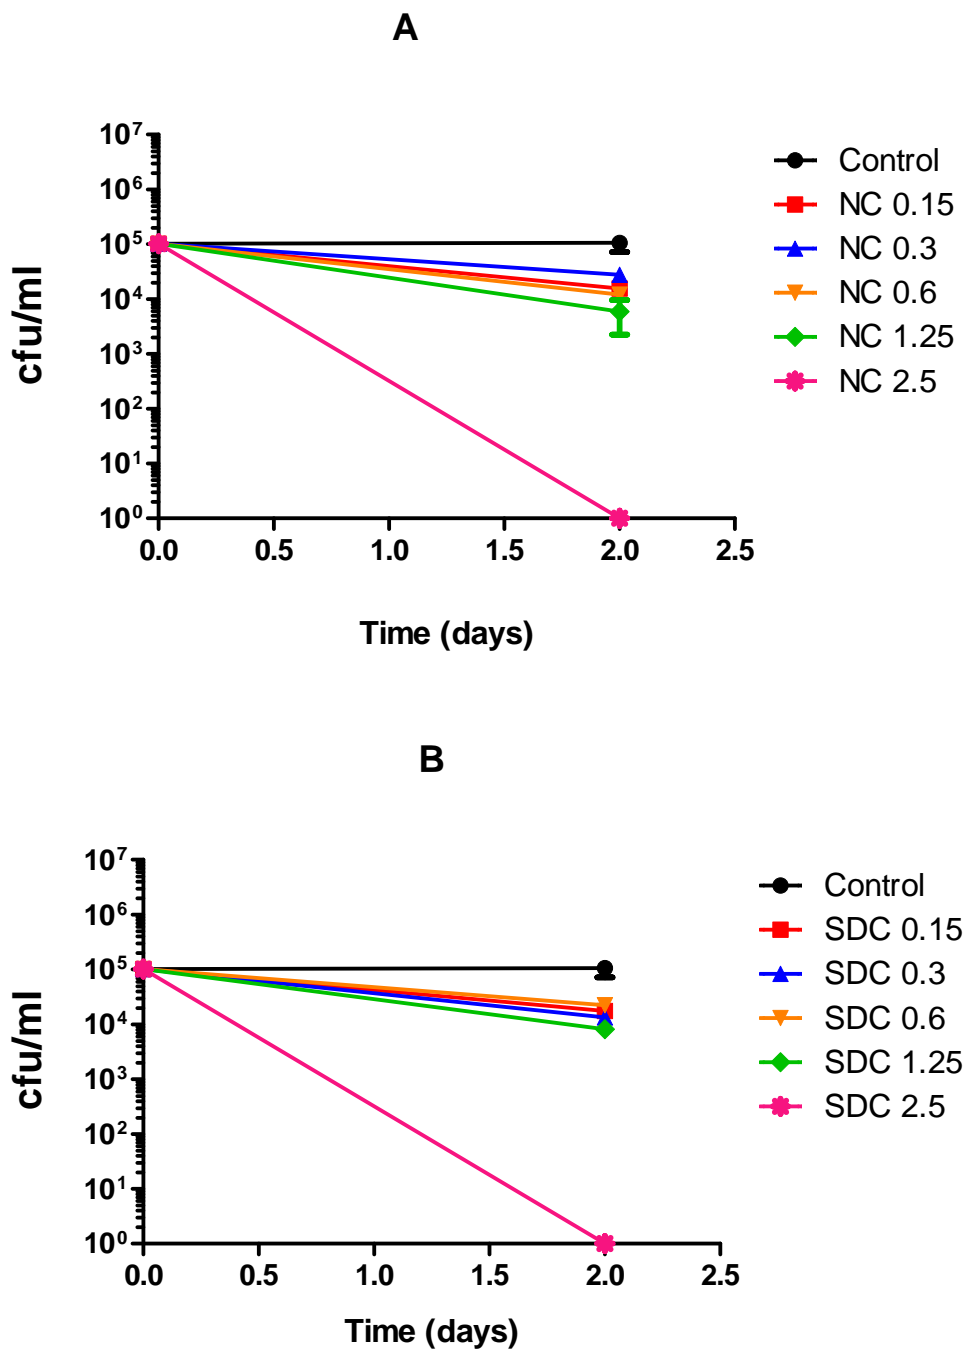 A
10⁷
10⁶
10⁵
10⁴
10³
10²
10¹
10⁰
cfu/ml
0.0 0.5 1.0 1.5 2.0 2.5
Time (days)
Control
NC 0.15
NC 0.3
NC 0.6
NC 1.25
NC 2.5
B
10⁷
10⁶
10⁵
10⁴
10³
10²
10¹
10⁰
cfu/ml
0.0 0.5 1.0 1.5 2.0 2.5
Time (days)
Control
SDC 0.15
SDC 0.3
SDC 0.6
SDC 1.25
SDC 2.5